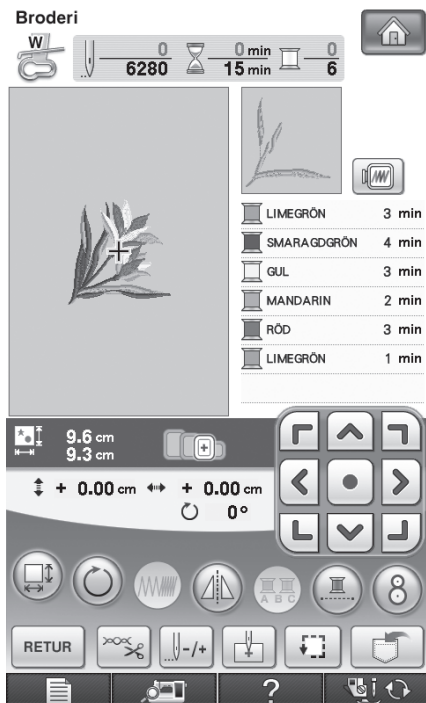 Broderi
W 0 0 min 0
6280 15 min 6
LIMEGRÖN 3 min
SMARAGDGRÖN 4 min
GUL 3 min
MANDARIN 2 min
RÖD 3 min
LIMEGRÖN 1 min
9.6 cm
9.3 cm
+ 0.00 cm + 0.00 cm
0°
A B C
8
RETUR -/+
? i